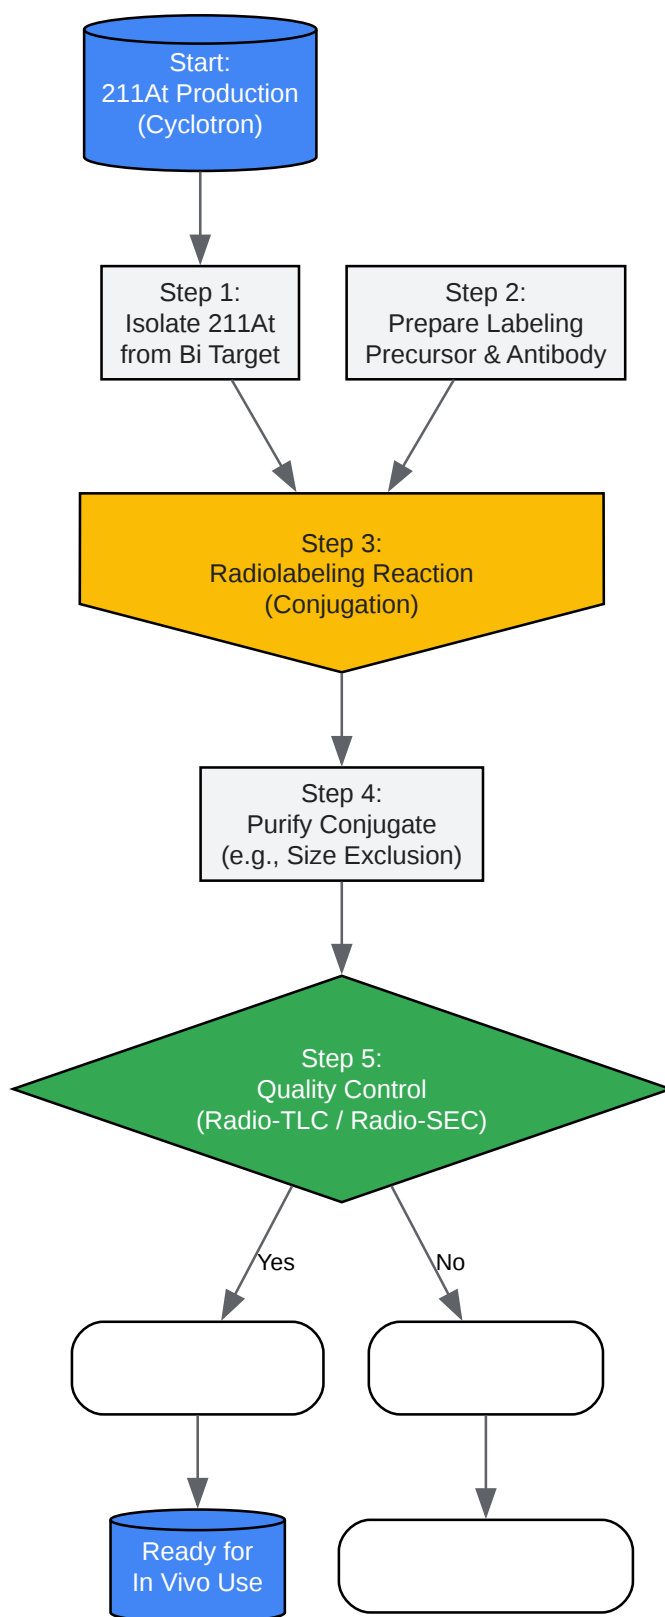 Start:
211At Production
(Cyclotron)
Step 1:
Isolate 211At
from Bi Target
Step 2:
Prepare Labeling
Precursor & Antibody
Step 3:
Radiolabeling Reaction
(Conjugation)
Step 4:
Purify Conjugate
(e.g., Size Exclusion)
Step 5:
Quality Control
(Radio-TLC / Radio-SEC)
Yes
No
Ready for
In Vivo Use